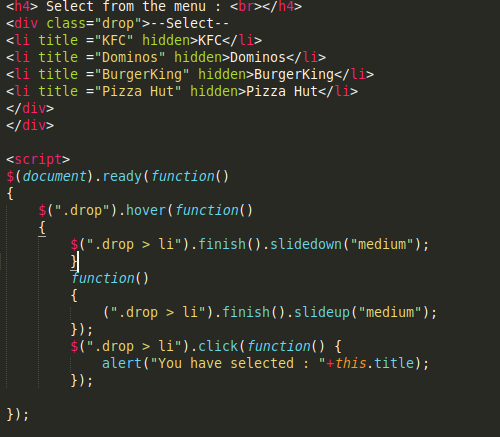 <h4> Select from the menu : <br></h4>
<div class="drop">--Select--
<li title ="KFC" hidden>KFC</li>
<li title ="Dominos" hidden>Dominos</li>
<li title ="BurgerKing" hidden>BurgerKing</li>
<li title ="Pizza Hut" hidden>Pizza Hut</li>
</div>
</div>
<script>
$(document).ready(function()
{
$(".drop").hover(function()
{
$(".drop > li").finish().slidedown("medium");
}
function()
{
(".drop > li").finish().slideup("medium");
});
$(".drop > li").click(function() {
alert("You have selected : "+this.title);
});
});